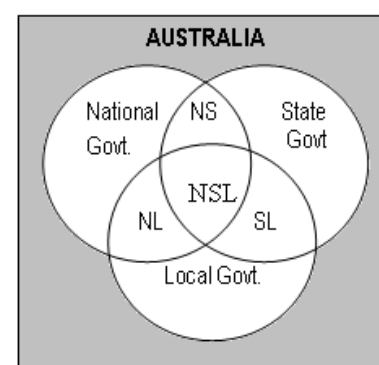 AUSTRALIA
National
Govt.
NS
State
Govt
NSL
NL
SL
Local Govt.